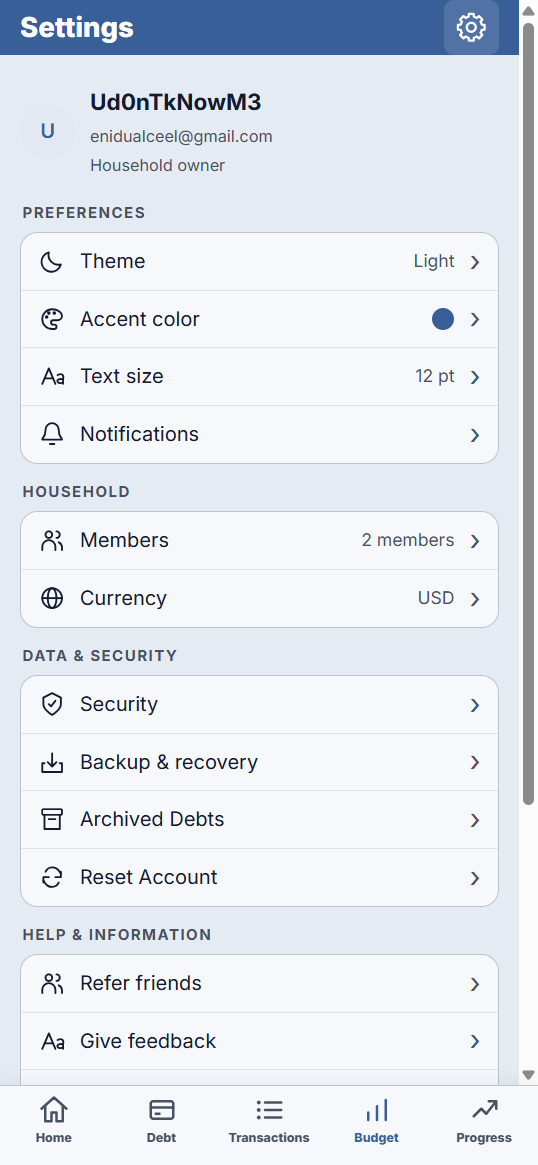 Settings
U
Ud0nTkNowM3
enidualceel@gmail.com
Household owner
PREFERENCES
Theme Light
Accent color
Text size 12 pt
Notifications
HOUSEHOLD
Members 2 members
Currency USD
DATA & SECURITY
Security
Backup & recovery
Archived Debts
Reset Account
HELP & INFORMATION
Refer friends
Give feedback
Home Debt Transactions Budget Progress